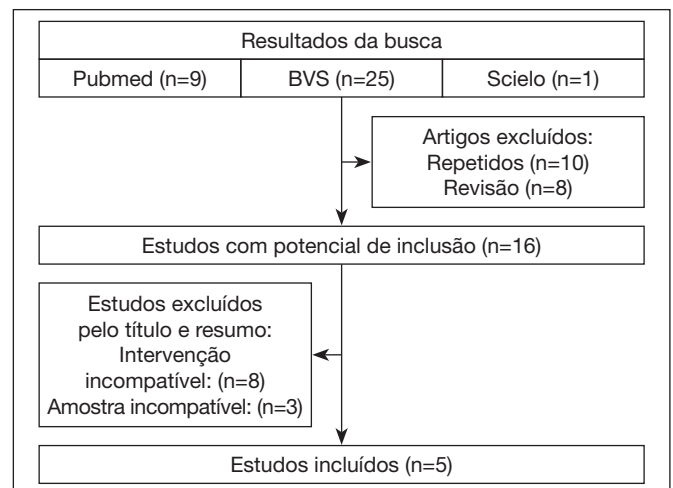 Resultados da busca
Pubmed (n=9) BVS (n=25) Scielo (n=1)
Artigos excluídos:
Repetidos (n=10)
Revisão (n=8)
Estudos com potencial de inclusão (n=16)
Estudos excluídos
pelo título e resumo:
Intervenção
incompatível: (n=8)
Amostra incompatível: (n=3)
Estudos incluídos (n=5)